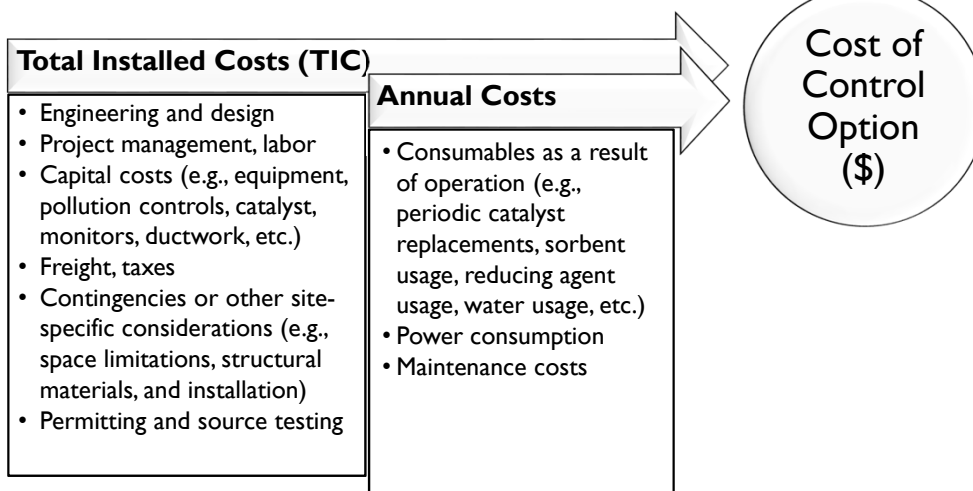 Total Installed Costs (TIC)
• Engineering and design
• Project management, labor
• Capital costs (e.g., equipment,
pollution controls, catalyst,
monitors, ductwork, etc.)
• Freight, taxes
• Contingencies or other site-
specific considerations (e.g.,
space limitations, structural
materials, and installation)
• Permitting and source testing
Annual Costs
• Consumables as a result
of operation (e.g.,
periodic catalyst
replacements, sorbent
usage, reducing agent
usage, water usage, etc.)
• Power consumption
• Maintenance costs
Cost of
Control
Option
($)